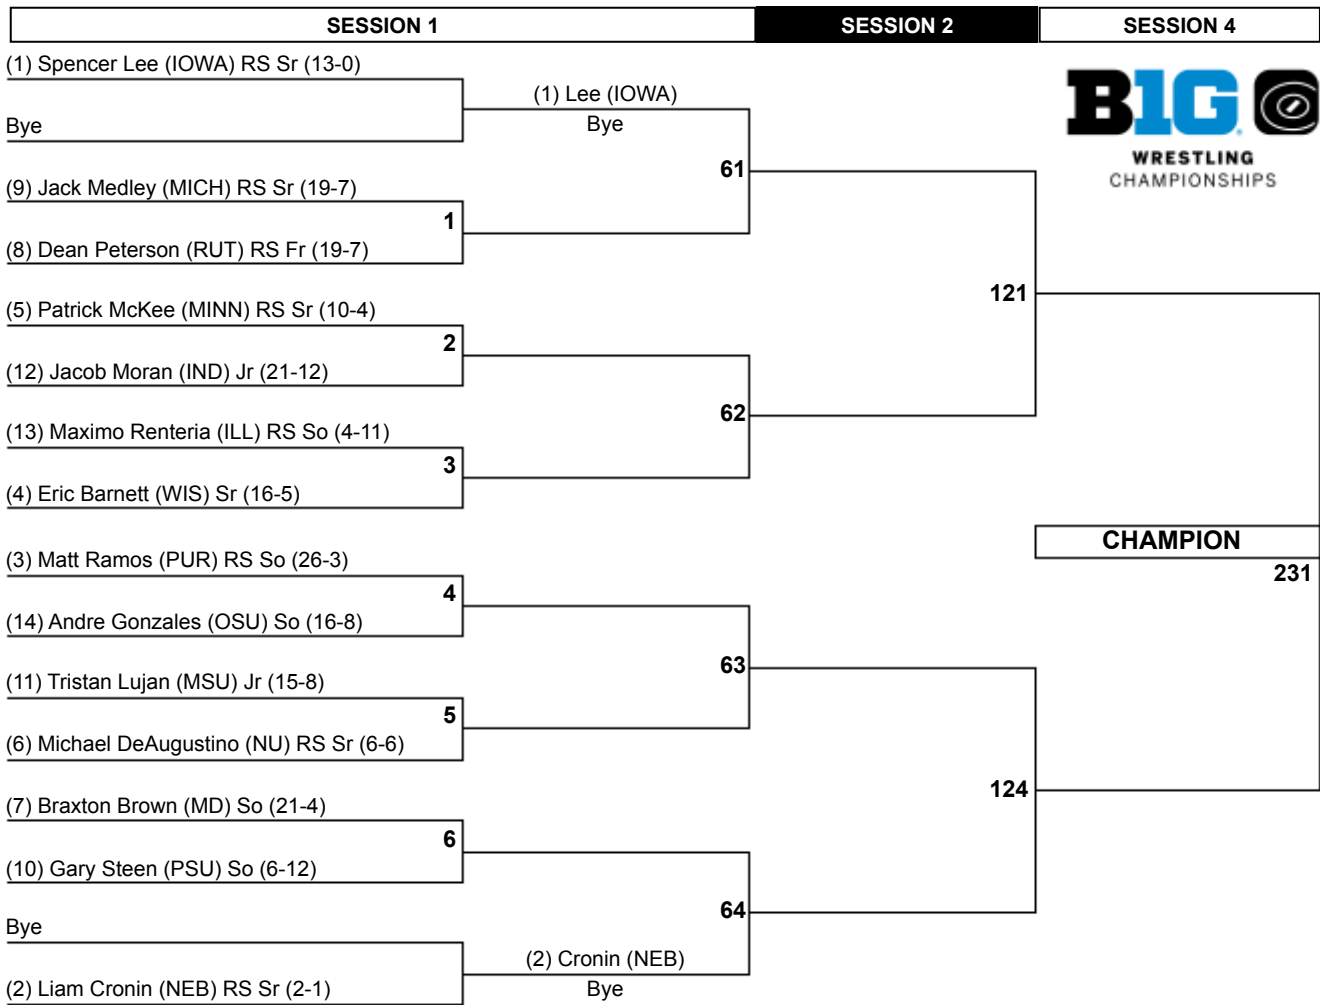 SESSION 1 SESSION 2 SESSION 4
(1) Spencer Lee (IOWA) RS Sr (13-0)
(1) Lee (IOWA)
Bye
Bye
B1G
WRESTLING
CHAMPIONSHIPS
61
(9) Jack Medley (MICH) RS Sr (19-7)
1
(8) Dean Peterson (RUT) RS Fr (19-7)
121
(5) Patrick McKee (MINN) RS Sr (10-4)
2
(12) Jacob Moran (IND) Jr (21-12)
62
(13) Maximo Renteria (ILL) RS So (4-11)
3
(4) Eric Barnett (WIS) Sr (16-5)
CHAMPION
231
(3) Matt Ramos (PUR) RS So (26-3)
4
(14) Andre Gonzales (OSU) So (16-8)
63
(11) Tristan Lujan (MSU) Jr (15-8)
5
(6) Michael DeAugustino (NU) RS Sr (6-6)
124
(7) Braxton Brown (MD) So (21-4)
6
(10) Gary Steen (PSU) So (6-12)
64
Bye
(2) Cronin (NEB)
Bye
(2) Liam Cronin (NEB) RS Sr (2-1)